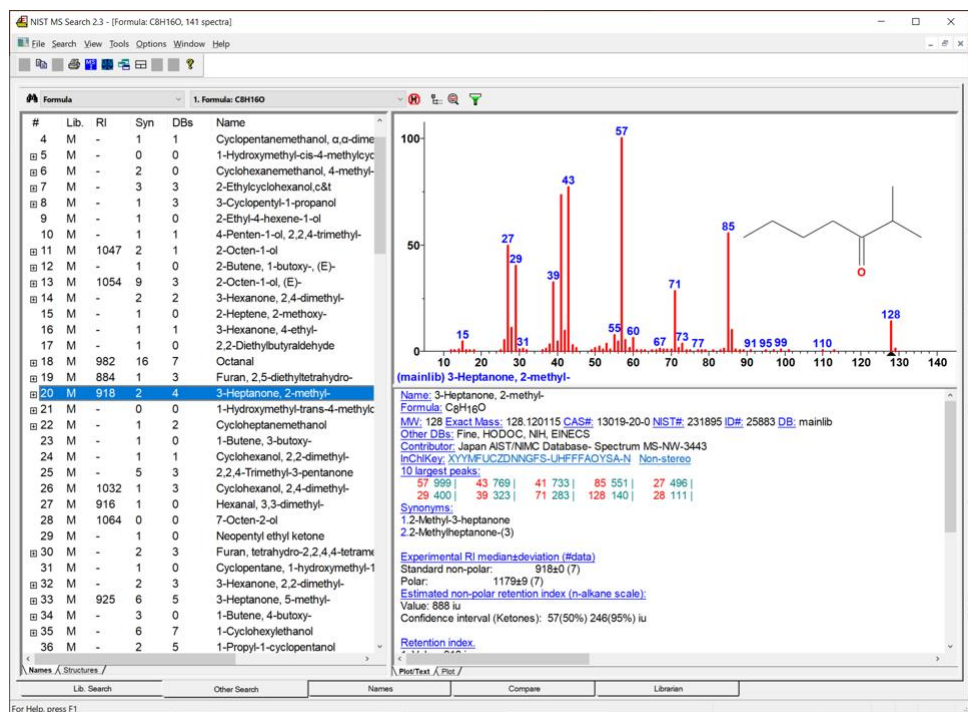 NIST MS Search 2.3 - [Formula: C8H16O, 141 spectra]
File Search View Tools Options Window Help
Formula 1. Formula: C8H16O
# Lib. RI Syn DBs Name
4 M - 1 1 Cyclopentanemethanol, α,α-dime
5 M - 0 0 1-Hydroxymethyl-cis-4-methylcyc
6 M - 2 0 Cyclohexanemethanol, 4-methyl-
7 M - 3 3 2-Ethylcyclohexanol,c&t
8 M - 1 3 3-Cyclopentyl-1-propanol
9 M - 1 0 2-Ethyl-4-hexene-1-ol
10 M - 1 1 4-Penten-1-ol, 2,2,4-trimethyl-
11 M 1047 2 1 2-Octen-1-ol
12 M - 1 0 2-Butene, 1-butoxy-, (E)-
13 M 1054 9 3 2-Octen-1-ol, (E)-
14 M - 2 2 3-Hexanone, 2,4-dimethyl-
15 M - 1 0 2-Heptene, 2-methoxy-
16 M - 1 1 3-Hexanone, 4-ethyl-
17 M - 1 0 2,2-Diethylbutyraldehyde
18 M 982 16 7 Octanal
19 M 884 1 3 Furan, 2,5-diethyltetrahydro-
20 M 918 2 4 3-Heptanone, 2-methyl-
21 M - 0 0 1-Hydroxymethyl-trans-4-methylc
22 M - 1 2 Cycloheptanemethanol
23 M - 1 0 1-Butene, 3-butoxy-
24 M - 1 1 Cyclohexanol, 2,2-dimethyl-
25 M - 5 3 2,2,4-Trimethyl-3-pentanone
26 M 1032 1 3 Cyclohexanol, 2,4-dimethyl-
27 M 916 1 0 Hexanal, 3,3-dimethyl-
28 M 1064 0 0 7-Octen-2-ol
29 M - 1 0 Neopentyl ethyl ketone
30 M - 2 3 Furan, tetrahydro-2,2,4,4-tetrame
31 M - 1 0 Cyclopentane, 1-hydroxymethyl-1
32 M - 2 3 3-Hexanone, 2,2-dimethyl-
33 M 925 6 5 3-Heptanone, 5-methyl-
34 M - 3 0 1-Butene, 4-butoxy-
35 M - 6 7 1-Cyclohexylethanol
36 M - 2 5 1-Propyl-1-cyclopentanol
Names Structures
100
50
0
15 27 29 31 39 43 55 57 60 67 71 73 77 85 91 95 99 110 128
O
10 20 30 40 50 60 70 80 90 100 110 120 130 140
(mainlib) 3-Heptanone, 2-methyl-
Name: 3-Heptanone, 2-methyl-
Formula: C8H16O
MW: 128 Exact Mass: 128.120115 CAS#: 13019-20-0 NIST#: 231895 ID#: 25883 DB: mainlib
Other DBs: Fine, HODOC, NIH, EINECS
Contributor: Japan AIST/NIMC Database- Spectrum MS-NW-3443
InChIKey: XYYMFUCZDNNGFS-UHFFFAOYSA-N Non-stereo
10 largest peaks:
57 999 | 43 769 | 41 733 | 85 551 | 27 496 |
29 400 | 39 323 | 71 283 | 128 140 | 28 111 |
Synonyms:
1.2-Methyl-3-heptanone
2.2-Methylheptanone-(3)
Experimental RI median±deviation (#data)
Standard non-polar: 918±0 (7)
Polar: 1179±9 (7)
Estimated non-polar retention index (n-alkane scale):
Value: 888 iu
Confidence interval (Ketones): 57(50%) 246(95%) iu
Retention index.
Plot/Text Plot
Lib. Search Other Search Names Compare Librarian
For Help, press F1